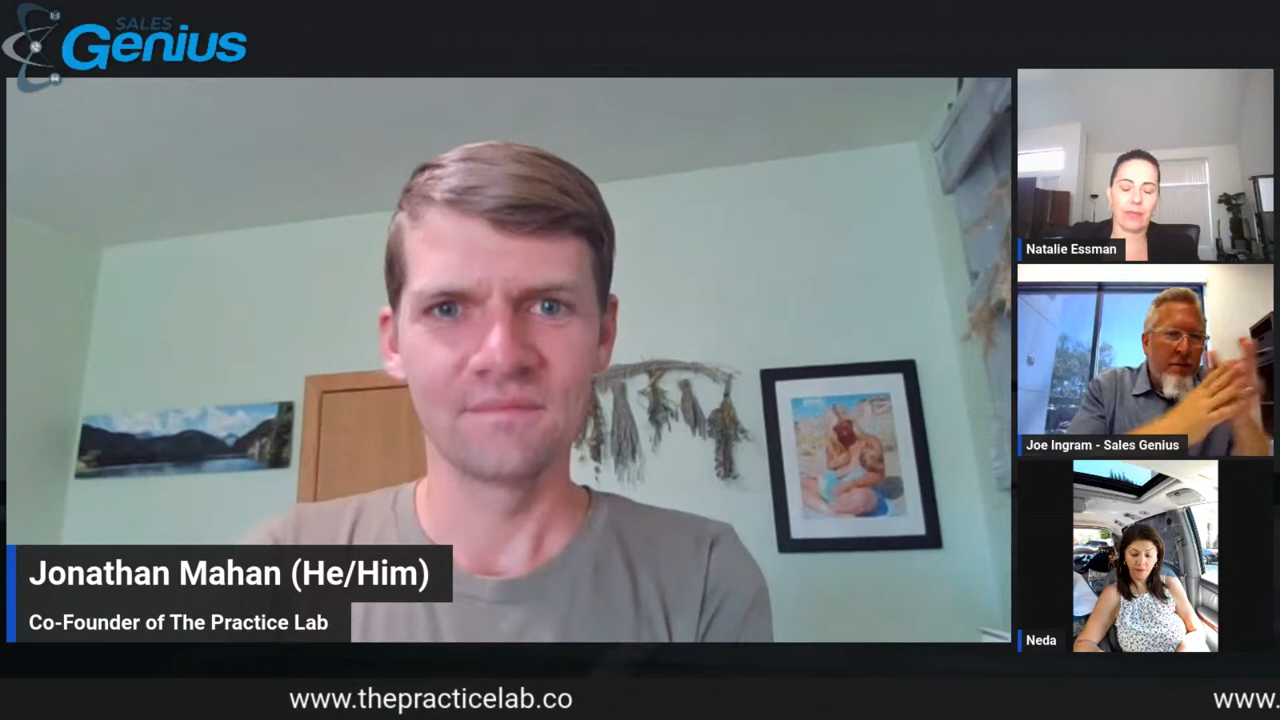 SALES
Genius
Natalie Essman
Joe Ingram - Sales Genius
Jonathan Mahan (He/Him)
Co-Founder of The Practice Lab
Neda
www.thepracticelab.co
www.